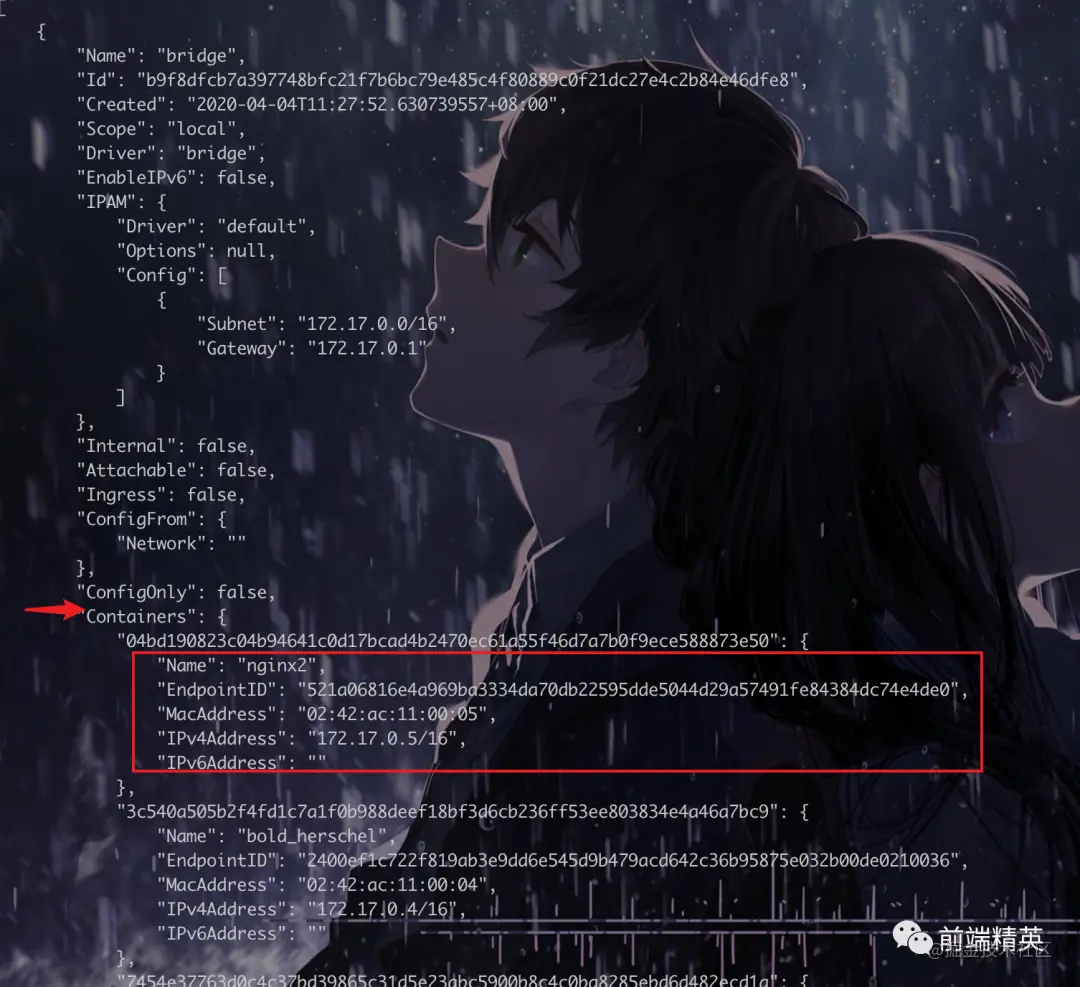 [
{
"Name": "bridge",
"Id": "b9f8dfcb7a397748bfc21f7b6bc79e485c4f80889c0f21dc27e4c2b84e46dfe8",
"Created": "2020-04-04T11:27:52.630739557+08:00",
"Scope": "local",
"Driver": "bridge",
"EnableIPv6": false,
"IPAM": {
"Driver": "default",
"Options": null,
"Config": [
{
"Subnet": "172.17.0.0/16",
"Gateway": "172.17.0.1"
}
]
},
"Internal": false,
"Attachable": false,
"Ingress": false,
"ConfigFrom": {
"Network": ""
},
"ConfigOnly": false,
"Containers": {
"04bd190823c04b94641c0d17bcad4b2470ec61a55f46d7a7b0f9ece588873e50": {
"Name": "nginx2",
"EndpointID": "521a06816e4a969ba3334da70db22595dde5044d29a57491fe84384dc74e4de0",
"MacAddress": "02:42:ac:11:00:05",
"IPv4Address": "172.17.0.5/16",
"IPv6Address": ""
},
"3c540a505b2f4fd1c7a1f0b988deef18bf3d6cb236ff53ee803834e4a46a7bc9": {
"Name": "bold_herschel",
"EndpointID": "2400ef1c722f819ab3e9dd6e545d9b479acd642c36b95875e032b00de0210036",
"MacAddress": "02:42:ac:11:00:04",
"IPv4Address": "172.17.0.4/16",
"IPv6Address": ""
},
"7454e37763d0c4c37bd39865c31d5e23abc5900b8c4c0ba8285ebd6d482ecd1a": {
前端精英
@掘金技术社区